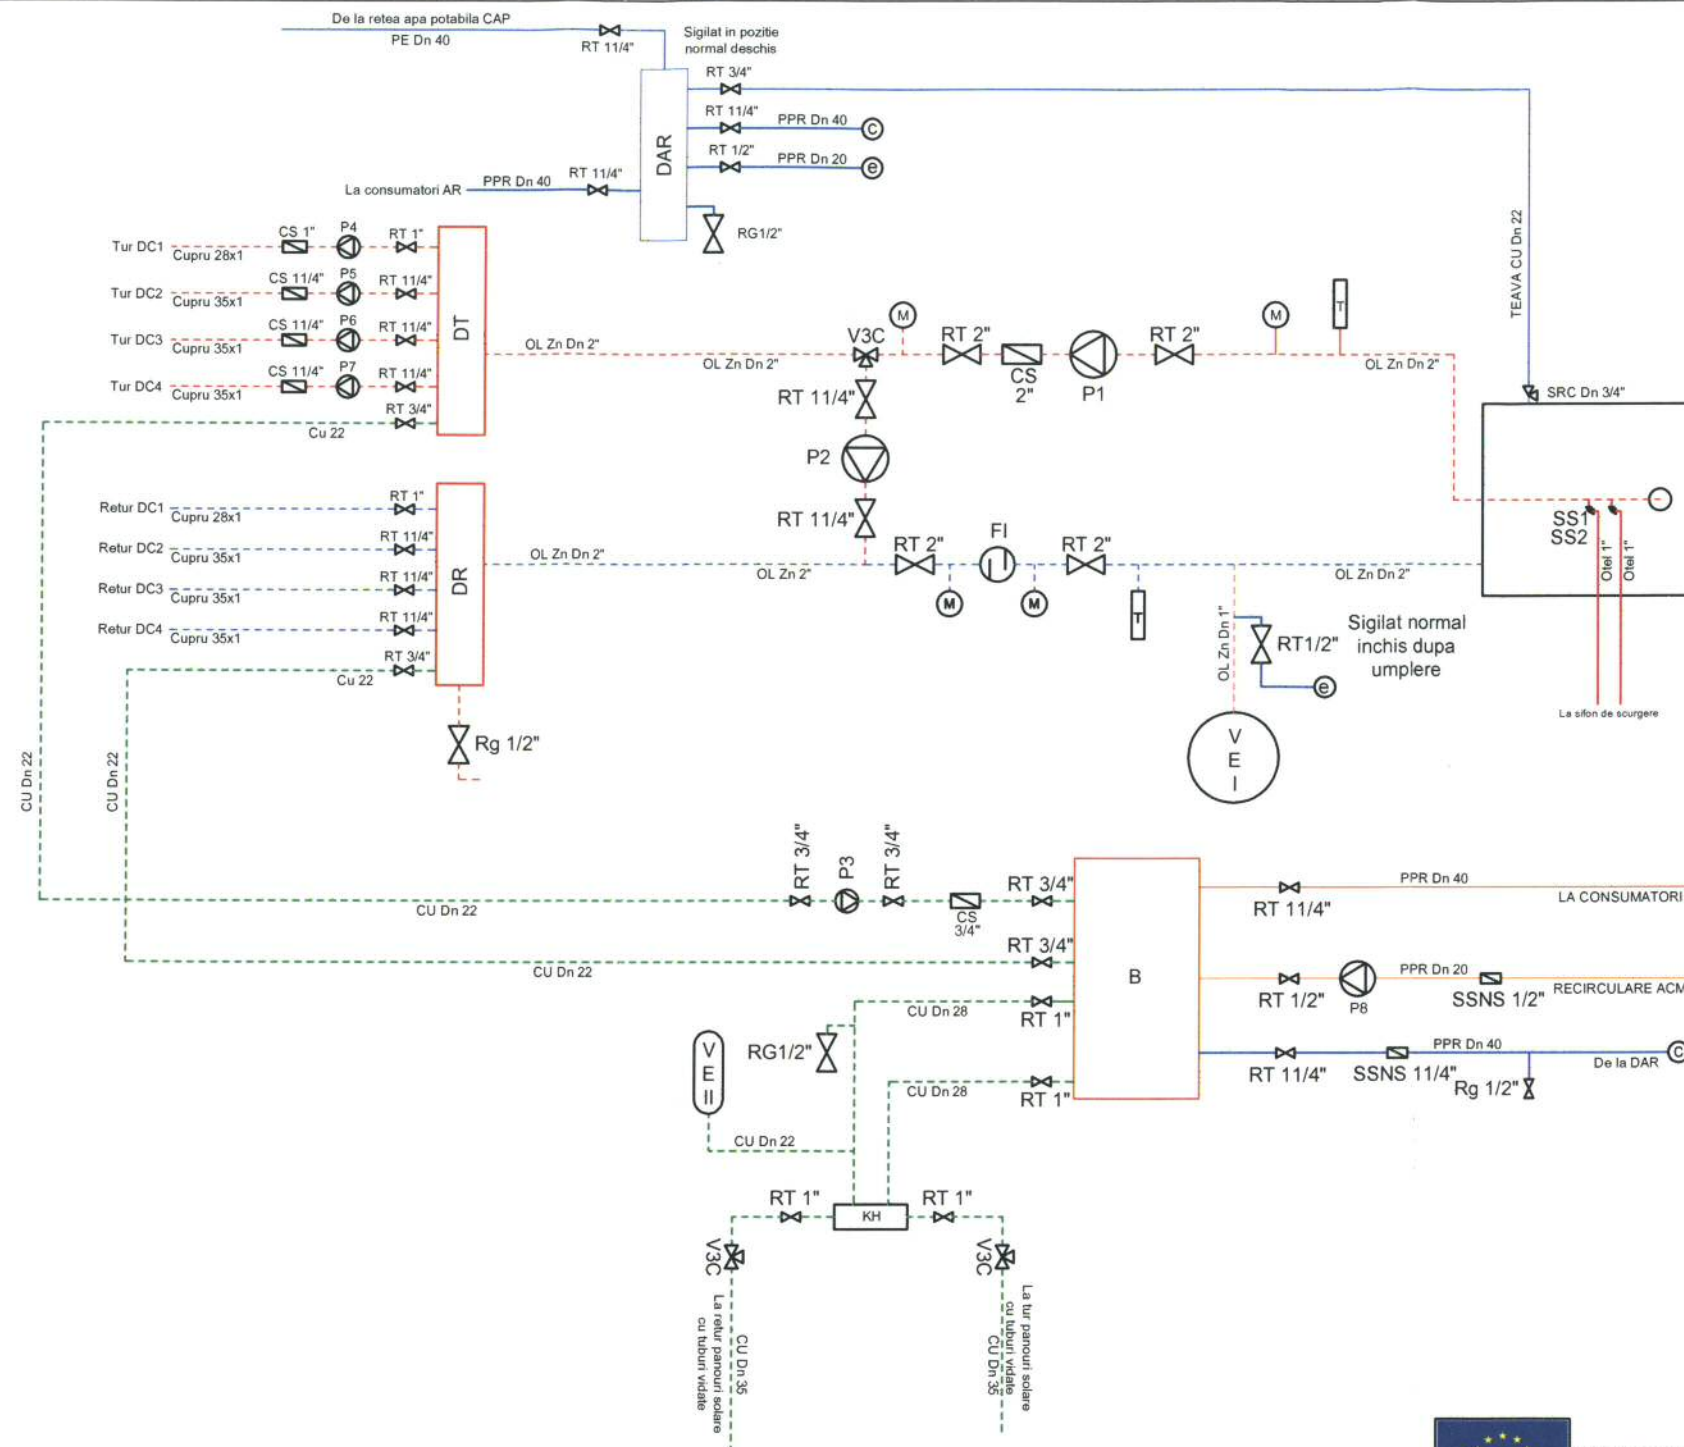 De la retea apa potabila CAP
PE Dn 40
RT 11/4"
Sigilat in pozitie
normal deschis
RT 3/4"
RT 11/4"
PPR Dn 40
C
RT 1/2"
PPR Dn 20
e
DAR
La consumatori AR
PPR Dn 40
RT 11/4"
RG1/2"
TEAVA CU Dn 22
Tur DC1
Cupru 28x1
CS 1"
P4
RT 1"
Tur DC2
Cupru 35x1
CS 11/4"
P5
RT 11/4"
Tur DC3
Cupru 35x1
CS 11/4"
P6
RT 11/4"
Tur DC4
Cupru 35x1
CS 11/4"
P7
RT 11/4"
RT 3/4"
Cu 22
DT
OL Zn Dn 2"
OL Zn Dn 2"
V3C
M
RT 2"
CS
2"
P1
RT 2"
M
T
OL Zn Dn 2"
SRC Dn 3/4"
RT 11/4"
P2
RT 11/4"
SS1
SS2
Otel 1"
Otel 1"
La sifon de scurgere
Retur DC1
Cupru 28x1
RT 1"
Retur DC2
Cupru 35x1
RT 11/4"
Retur DC3
Cupru 35x1
RT 11/4"
Retur DC4
Cupru 35x1
RT 11/4"
RT 3/4"
Cu 22
DR
OL Zn Dn 2"
OL Zn 2"
RT 2"
FI
RT 2"
M
M
T
OL Zn Dn 2"
OL Zn Dn 1"
RT1/2"
e
Sigilat normal
inchis dupa
umplere
Rg 1/2"
V
E
I
CU Dn 22
CU Dn 22
CU Dn 22
RT 3/4"
P3
RT 3/4"
CS
3/4"
RT 3/4"
RT 3/4"
CU Dn 22
B
PPR Dn 40
RT 11/4"
LA CONSUMATORI
RT 1/2"
P8
PPR Dn 20
SSNS 1/2"
RECIRCULARE ACM
RT 11/4"
SSNS 11/4"
PPR Dn 40
Rg 1/2"
De la DAR
C
CU Dn 28
RT 1"
CU Dn 28
RT 1"
V
E
II
RG1/2"
CU Dn 22
RT 1"
KH
RT 1"
V3C
V3C
La retur panouri solare
cu tuburi vidate
CU Dn 35
La tur panouri solare
cu tuburi vidate
CU Dn 35